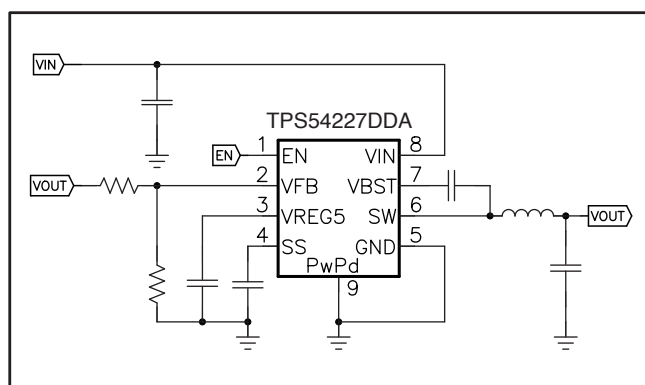 VIN
TPS54227DDA
1 EN VIN 8
EN
VOUT
2 VFB VBST 7
3 VREG5 SW 6
VOUT
4 SS GND 5
PwPd
9